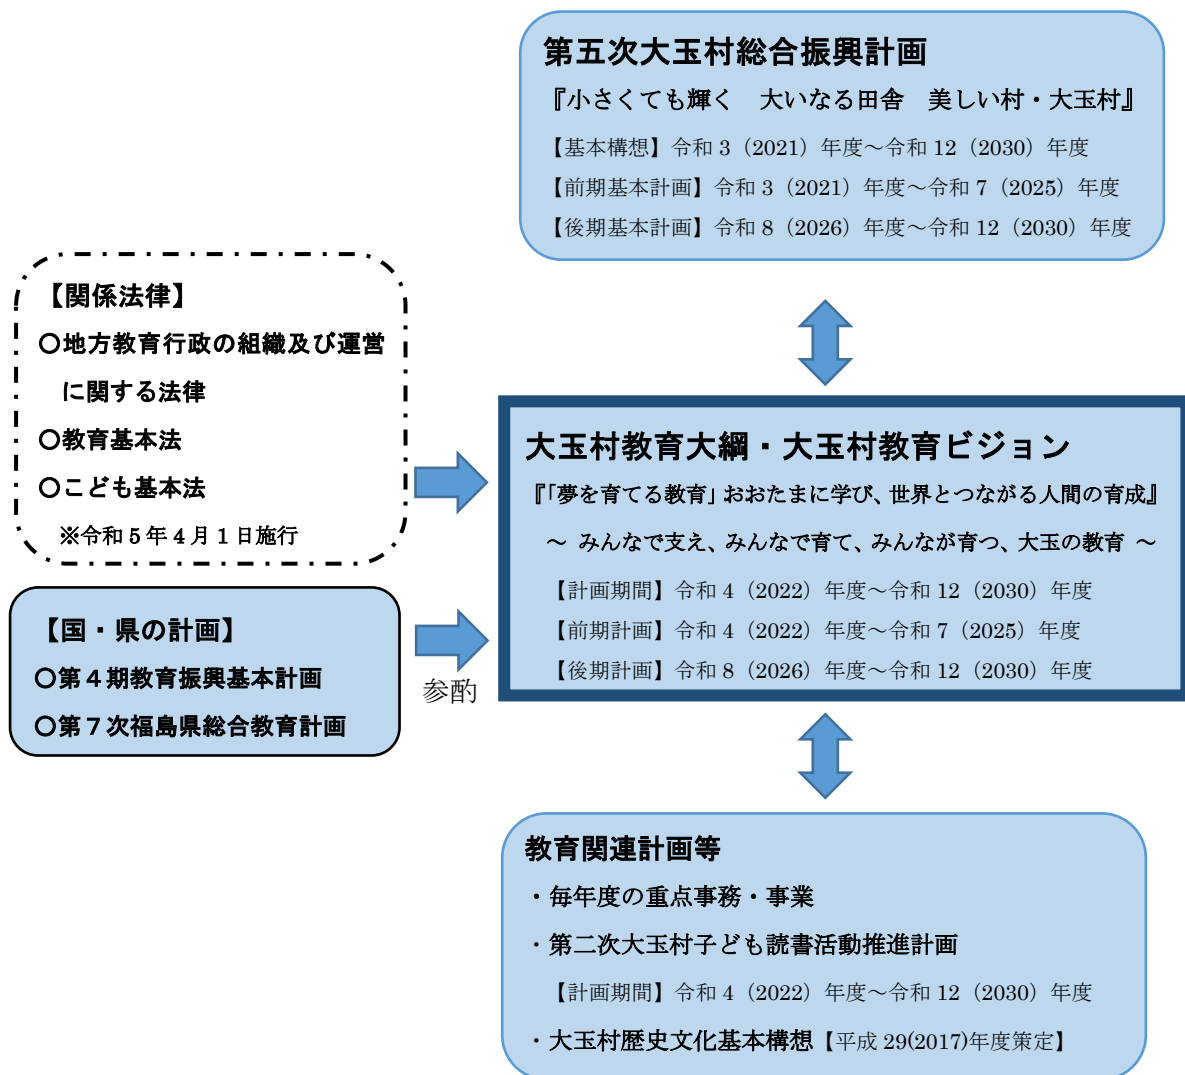 第五次大玉村総合振興計画
『小さくても輝く　大いなる田舎　美しい村・大玉村』
【基本構想】令和 3（2021）年度～令和 12（2030）年度
【前期基本計画】令和 3（2021）年度～令和 7（2025）年度
【後期基本計画】令和 8（2026）年度～令和 12（2030）年度
【関係法律】
○地方教育行政の組織及び運営
に関する法律
○教育基本法
○こども基本法
※令和 5 年 4 月 1 日施行
【国・県の計画】
○第４期教育振興基本計画
○第７次福島県総合教育計画
参酌
大玉村教育大綱・大玉村教育ビジョン
『「夢を育てる教育」おおたまに学び、世界とつながる人間の育成』
～ みんなで支え、みんなで育て、みんなが育つ、大玉の教育 ～
【計画期間】令和 4（2022）年度～令和 12（2030）年度
【前期計画】令和 4（2022）年度～令和 7（2025）年度
【後期計画】令和 8（2026）年度～令和 12（2030）年度
教育関連計画等
・毎年度の重点事務・事業
・第二次大玉村子ども読書活動推進計画
【計画期間】令和 4（2022）年度～令和 12（2030）年度
・大玉村歴史文化基本構想【平成 29(2017)年度策定】